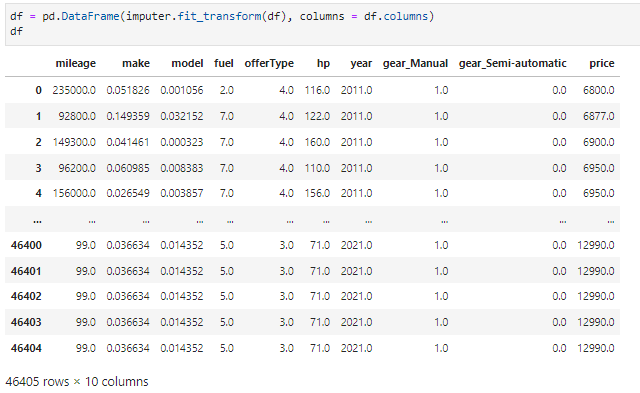 df = pd.DataFrame(imputer.fit_transform(df), columns = df.columns)
df
mileage make model fuel offerType hp year gear_Manual gear_Semi-automatic price
0 235000.0 0.051826 0.001056 2.0 4.0 116.0 2011.0 1.0 0.0 6800.0
1 92800.0 0.149359 0.032152 7.0 4.0 122.0 2011.0 1.0 0.0 6877.0
2 149300.0 0.041461 0.000323 7.0 4.0 160.0 2011.0 1.0 0.0 6900.0
3 96200.0 0.060985 0.008383 7.0 4.0 110.0 2011.0 1.0 0.0 6950.0
4 156000.0 0.026549 0.003857 7.0 4.0 156.0 2011.0 1.0 0.0 6950.0
... ... ... ... ... ... ... ... ... ... ...
46400 99.0 0.036634 0.014352 5.0 3.0 71.0 2021.0 1.0 0.0 12990.0
46401 99.0 0.036634 0.014352 5.0 3.0 71.0 2021.0 1.0 0.0 12990.0
46402 99.0 0.036634 0.014352 5.0 3.0 71.0 2021.0 1.0 0.0 12990.0
46403 99.0 0.036634 0.014352 5.0 3.0 71.0 2021.0 1.0 0.0 12990.0
46404 99.0 0.036634 0.014352 5.0 3.0 71.0 2021.0 1.0 0.0 12990.0
46405 rows × 10 columns